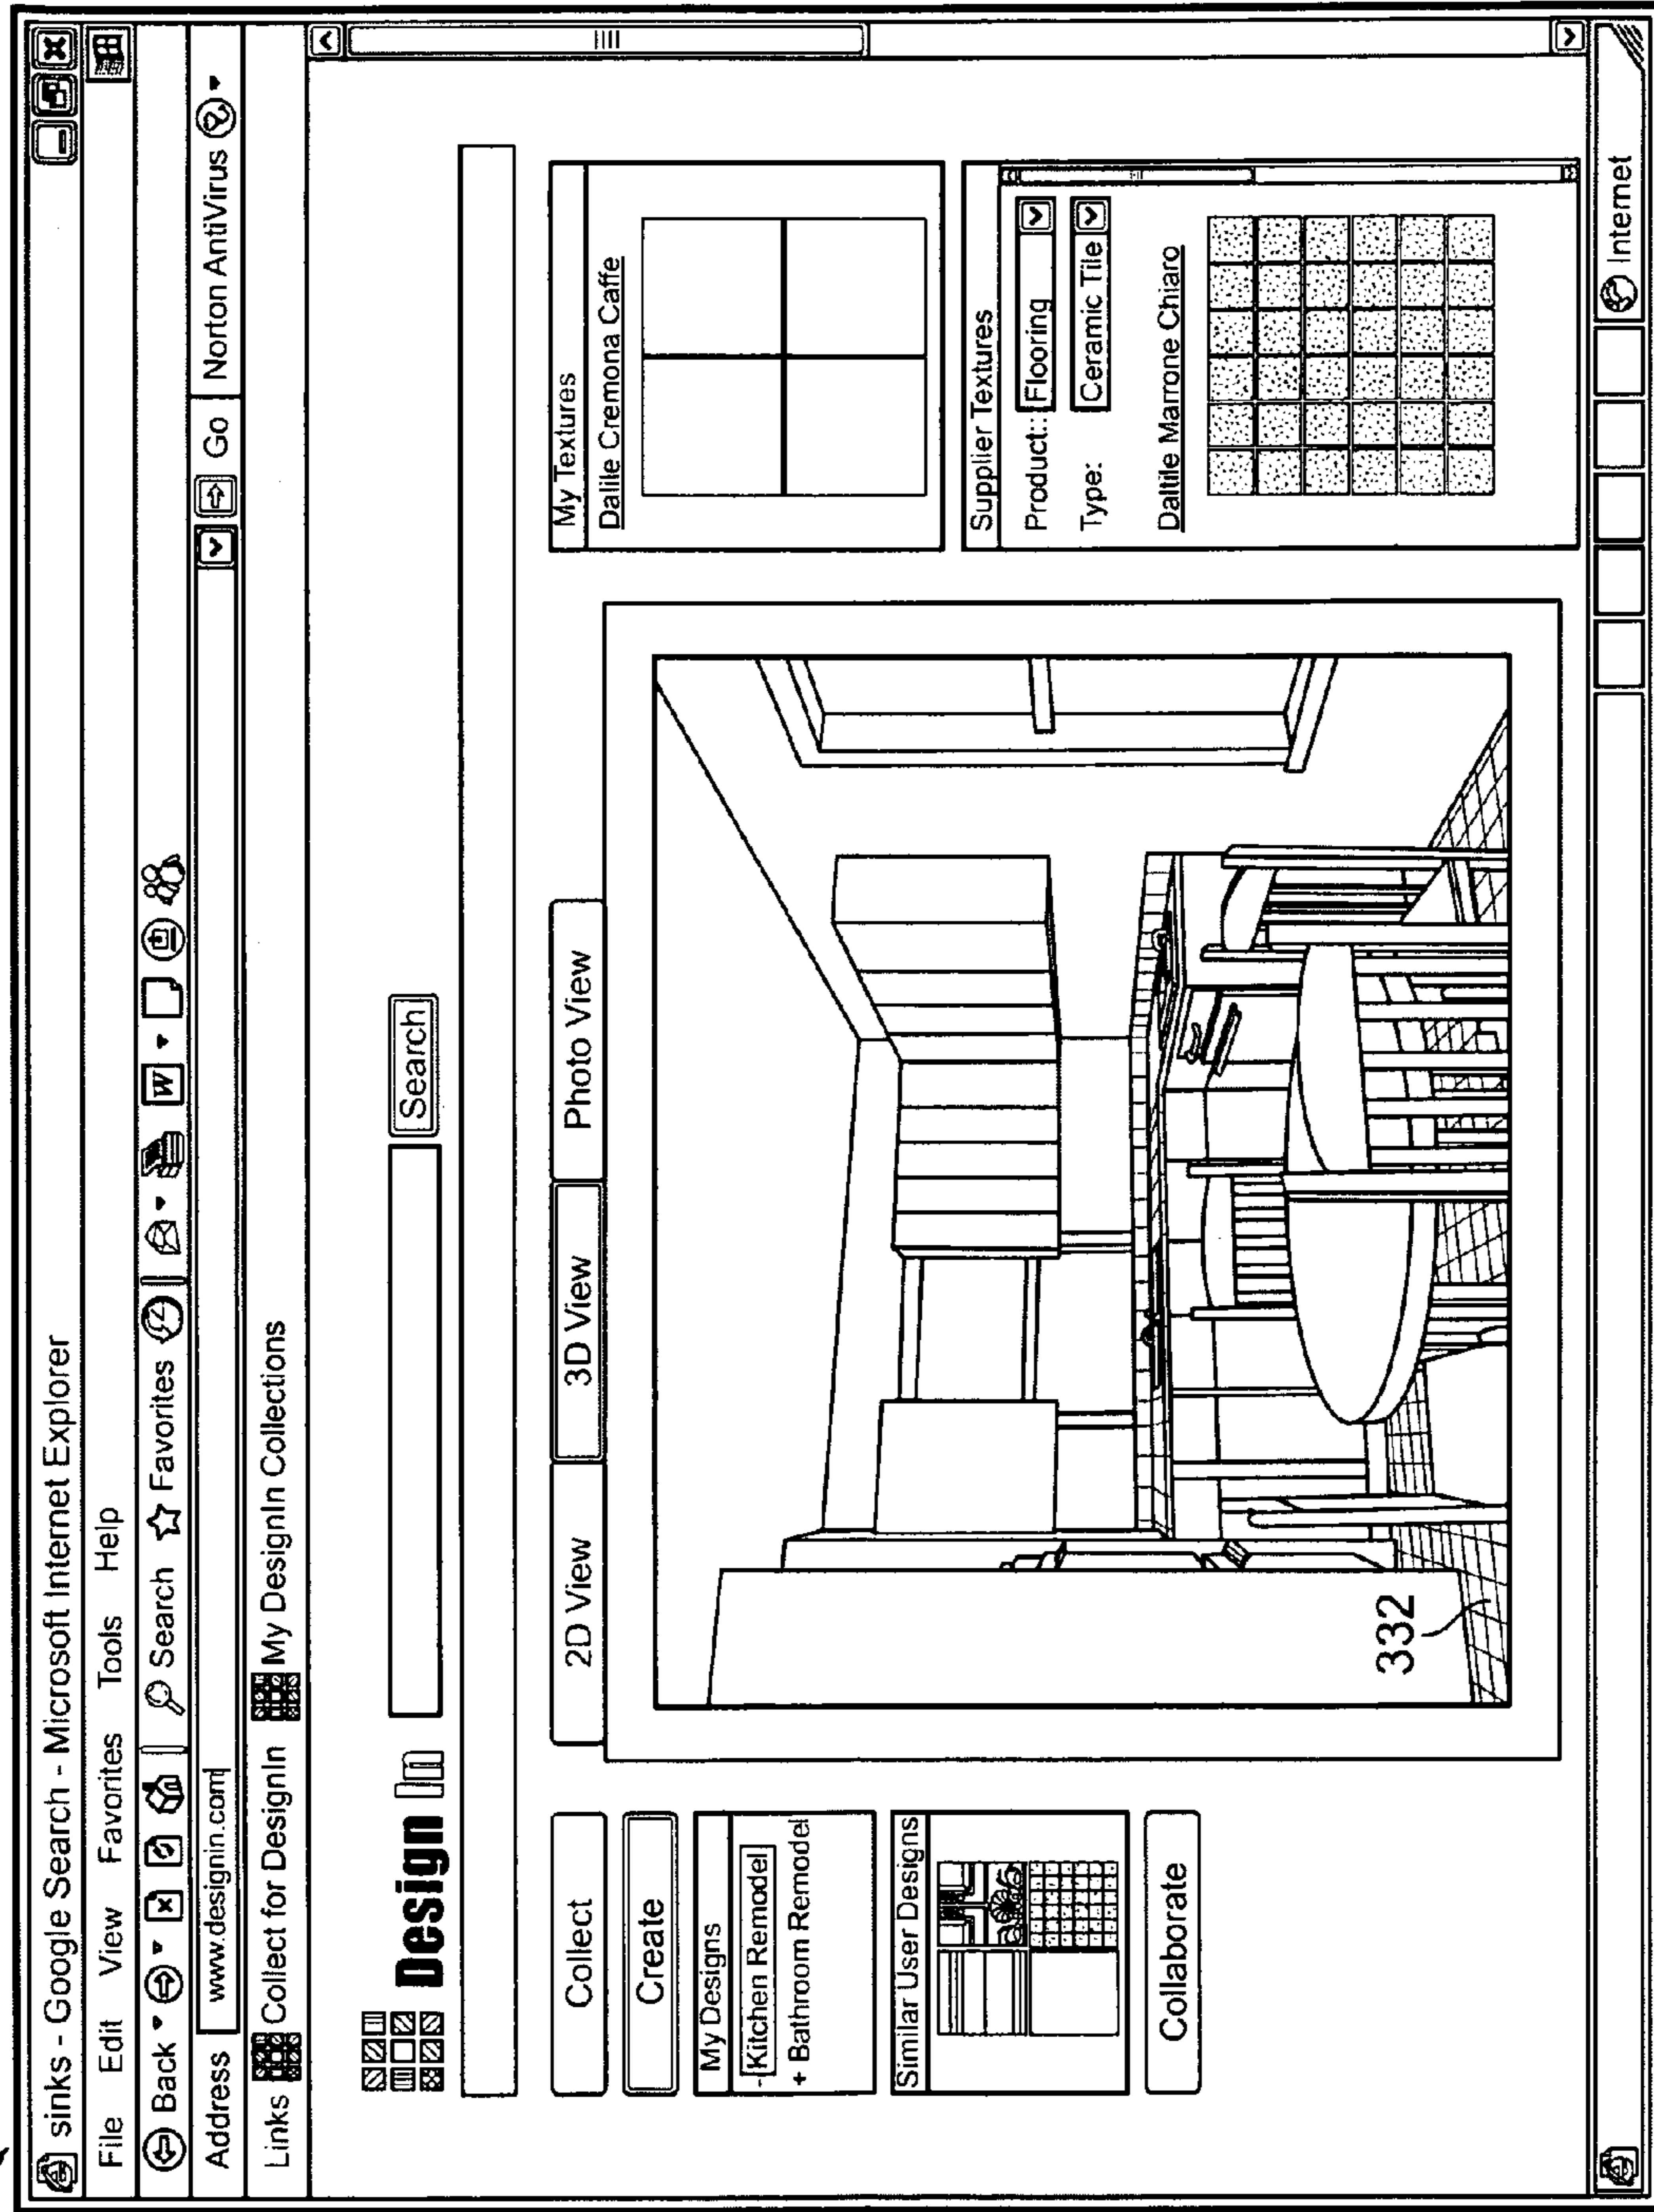 sinks - Google Search - Microsoft Internet Explorer
File Edit View Favorites Tools Help
Back Search Favorites W
Address www.designin.com Go Norton AntiVirus
Links Collect for DesignIn My DesignIn Collections
Design In Search
Collect
Create
My Designs
-Kitchen Remodel
+ Bathroom Remodel
Similar User Designs
Collaborate
2D View 3D View Photo View
332
My Textures
Dalile Cremona Caffe
Supplier Textures
Product:: Flooring
Type: Ceramic Tile
Daltile Marrone Chiaro
Internet